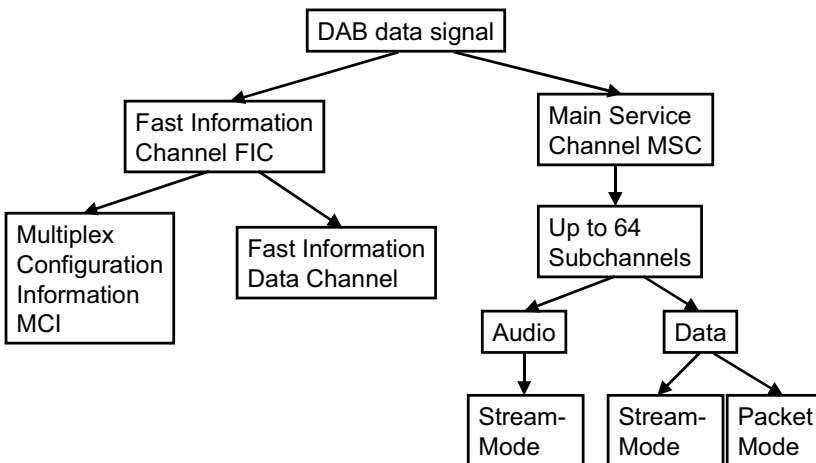 DAB data signal
Fast Information
Channel FIC
Main Service
Channel MSC
Multiplex
Configuration
Information
MCI
Fast Information
Data Channel
Up to 64
Subchannels
Audio
Data
Stream-
Mode
Stream-
Mode
Packet
Mode